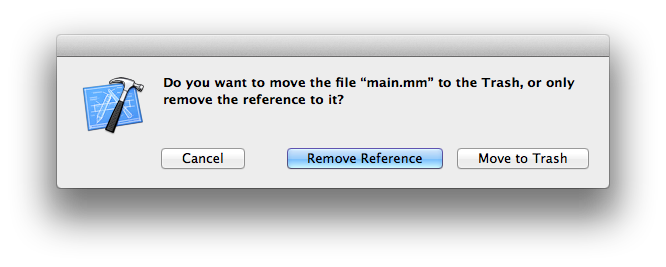 Do you want to move the file “main.mm” to the Trash, or only
remove the reference to it?
Cancel
Remove Reference
Move to Trash